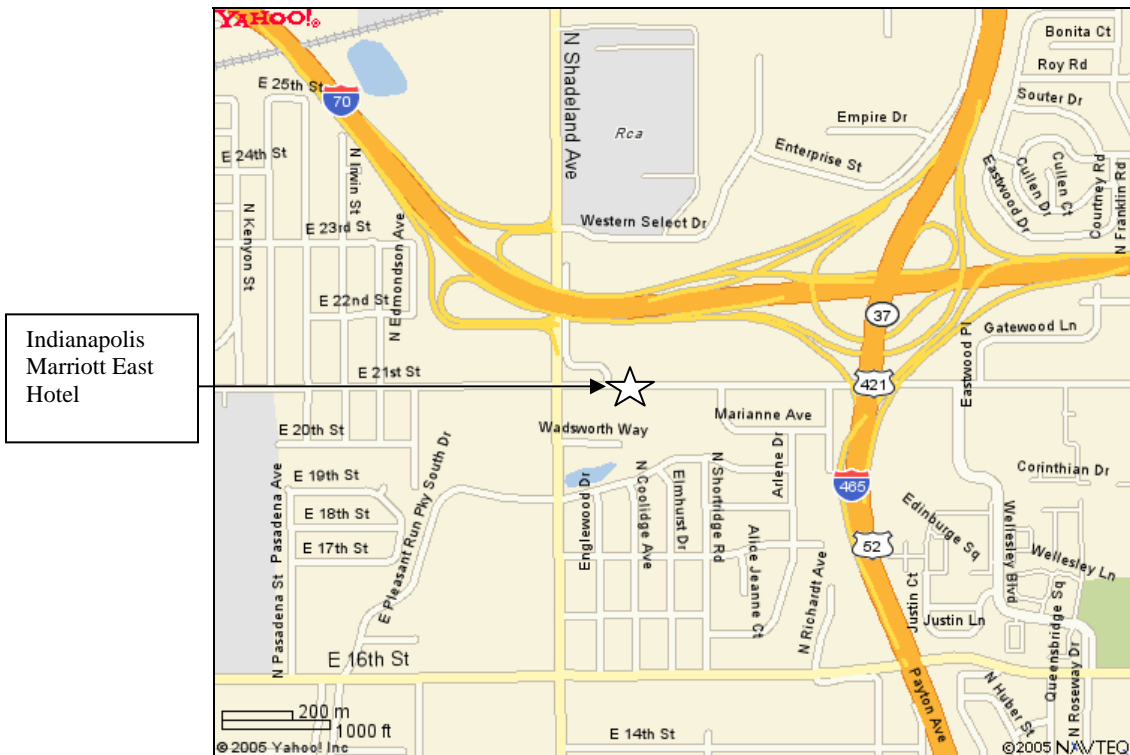 YAHOO!®
Bonita Ct
Roy Rd
E 25th St
70
N Shadeland Ave
Souter Dr
Rca
Empire Dr
Enterprise St
E 24th St
N Irwin St
Cullen Dr
Cullen Ct
Courtney Rd
N Franklin Rd
Eastwood Dr
N Kenyon St
E 23rd St
N Edmondson Ave
Western Select Dr
E 22nd St
37
Gatewood Ln
Indianapolis
Marriott East
Hotel
E 21st St
421
Eastwood Pl
Marianne Ave
E 20th St
Wadsworth Way
N Pasadena St
Pasadena Ave
E 19th St
E 18th St
E 17th St
E Pleasant Run Pky South Dr
Englewood Dr
N Coolidge Ave
Elmhurst Dr
N Shortridge Rd
Arlene Dr
Alice Jeanne Ct
N Richardt Ave
465
Corinthian Dr
Edinburge Sq
52
Wellesley Blvd
Wellesley Ln
Justin Ct
Justin Ln
Queensbridge Sq
N Roseway Dr
E 16th St
Payton Ave
N Huber St
200 m
1000 ft
E 14th St
© 2005 Yahoo! Inc
©2005 NAVTEQ